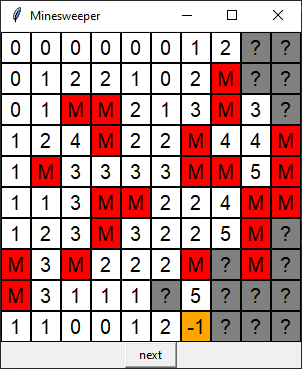 Minesweeper
0 0 0 0 0 0 1 2 ? ?
0 1 2 2 1 0 2 M ? ?
0 1 M M 2 1 3 M 3 ?
1 2 4 M 2 2 M 4 4 M
1 M 3 3 3 3 M M 5 M
1 1 3 M M 2 2 4 M M
1 2 3 M 3 2 2 5 M ?
M 3 M 2 2 2 M ? M ?
M 3 1 1 1 ? 5 ? ? ?
1 1 0 0 1 2 -1 ? ? ?
next